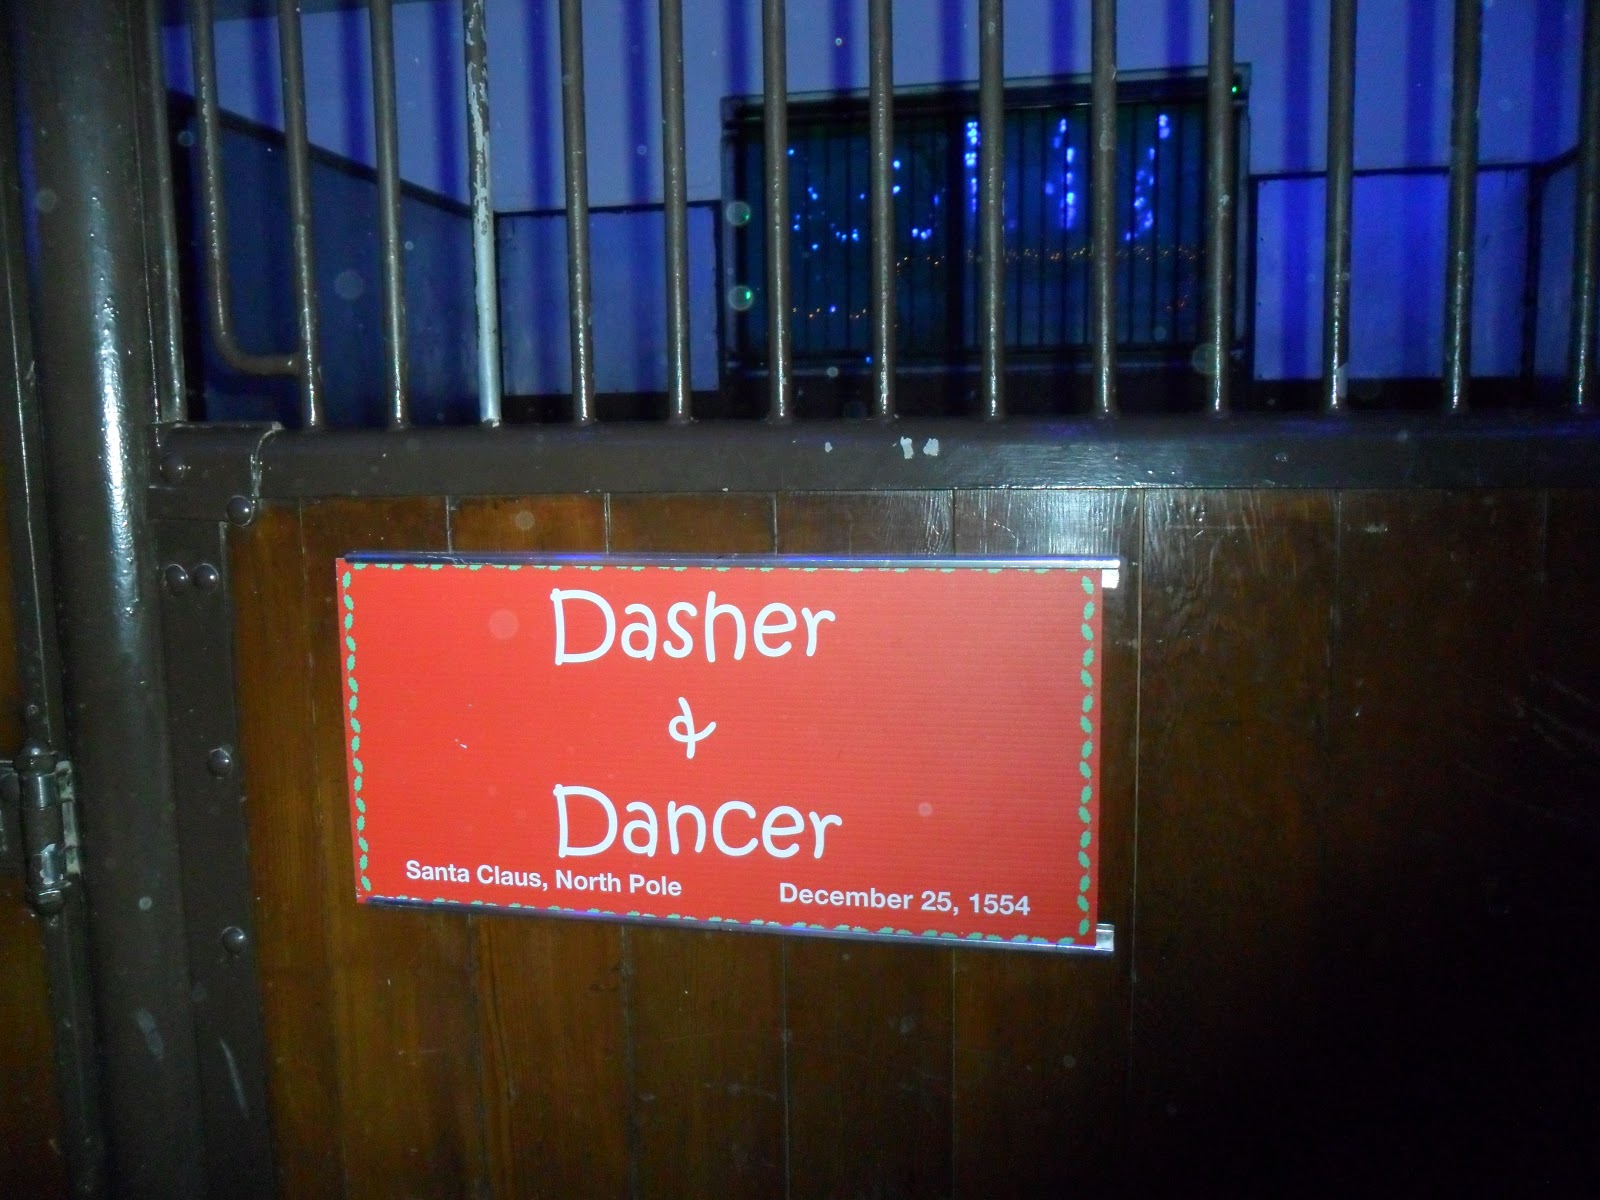 Dasher
&
Dancer
Santa Claus, North Pole
December 25, 1554